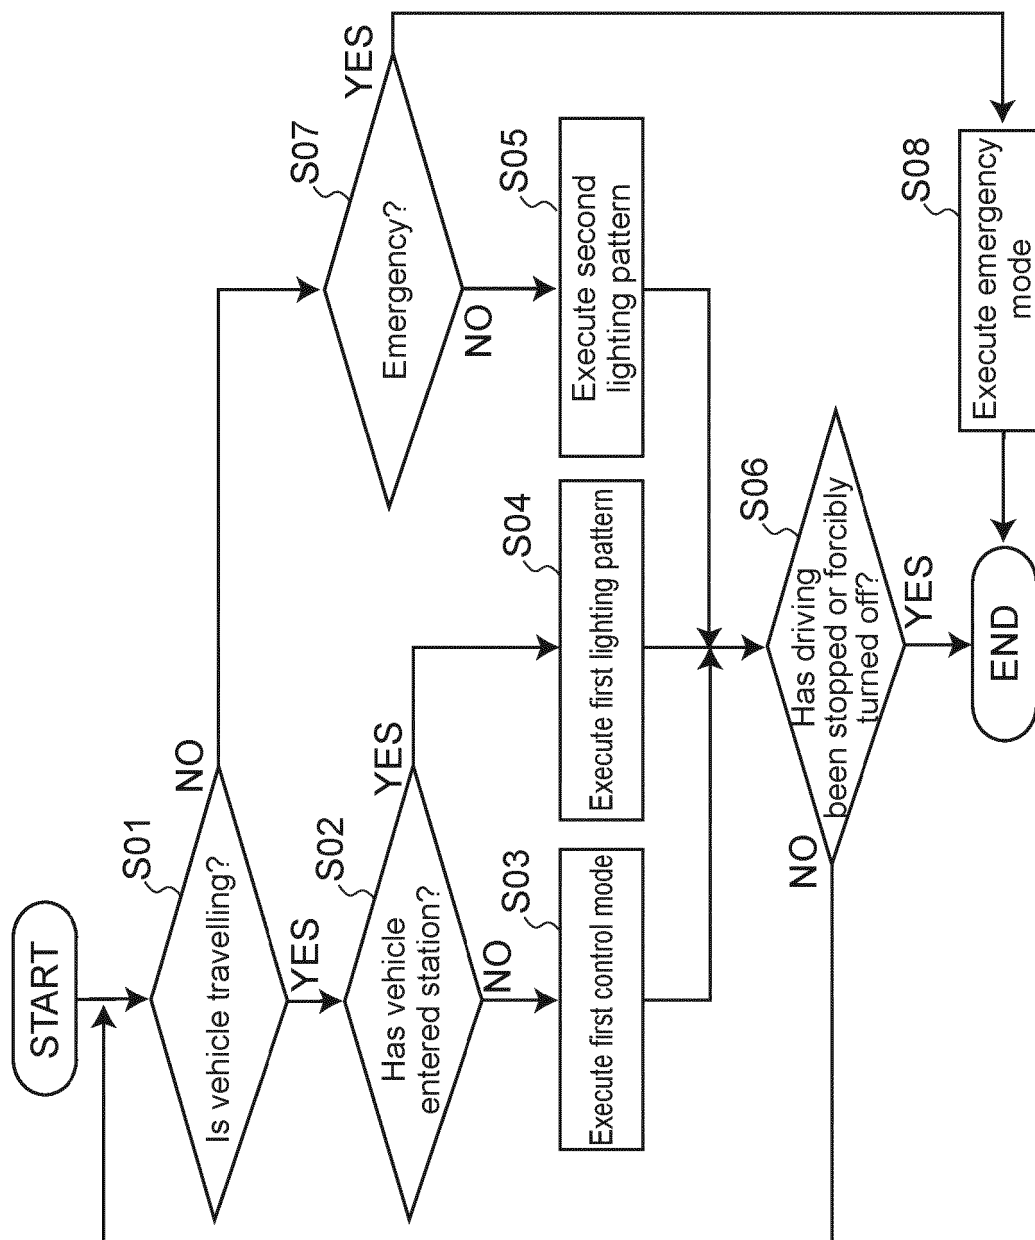 START
S01
Is vehicle travelling?
NO
YES
S02
Has vehicle
entered station?
YES
NO
S07
Emergency?
YES
NO
S03
Execute first control mode
S04
Execute first lighting pattern
S05
Execute second
lighting pattern
S06
Has driving
been stopped or forcibly
turned off?
NO
YES
S08
Execute emergency
mode
END